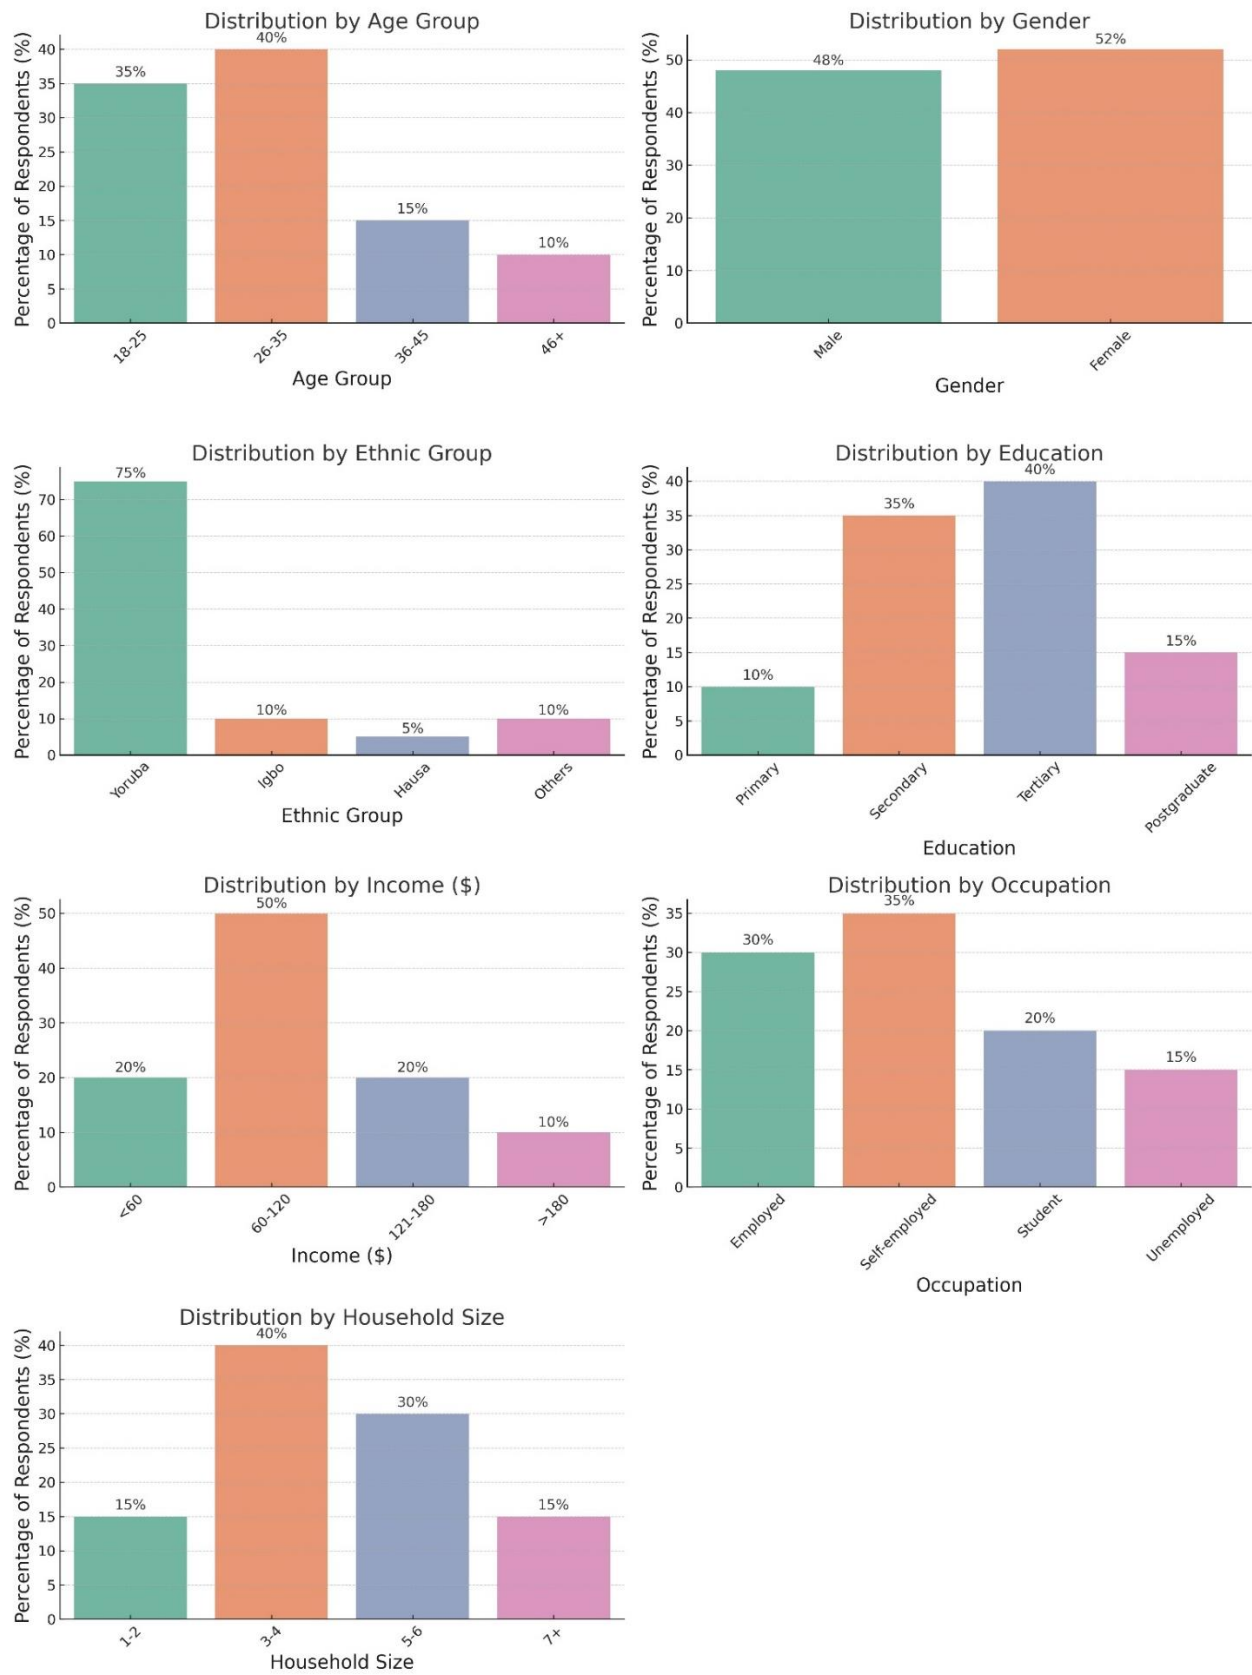 Distribution by Age Group
Percentage of Respondents (%)
40
35
30
25
20
15
10
5
0
35%
40%
15%
10%
18-25
26-35
36-45
46+
Age Group
Distribution by Gender
Percentage of Respondents (%)
50
40
30
20
10
0
48%
52%
Male
Female
Gender
Distribution by Ethnic Group
Percentage of Respondents (%)
70
60
50
40
30
20
10
0
75%
10%
5%
10%
Yoruba
Igbo
Hausa
Others
Ethnic Group
Distribution by Education
Percentage of Respondents (%)
40
35
30
25
20
15
10
5
0
10%
35%
40%
15%
Primary
Secondary
Tertiary
Postgraduate
Education
Distribution by Income ($)
Percentage of Respondents (%)
50
40
30
20
10
0
20%
50%
20%
10%
<60
60-120
121-180
>180
Income ($)
Distribution by Occupation
Percentage of Respondents (%)
35
30
25
20
15
10
5
0
30%
35%
20%
15%
Employed
Self-employed
Student
Unemployed
Occupation
Distribution by Household Size
Percentage of Respondents (%)
40
35
30
25
20
15
10
5
0
15%
40%
30%
15%
1-2
3-4
5-6
7+
Household Size